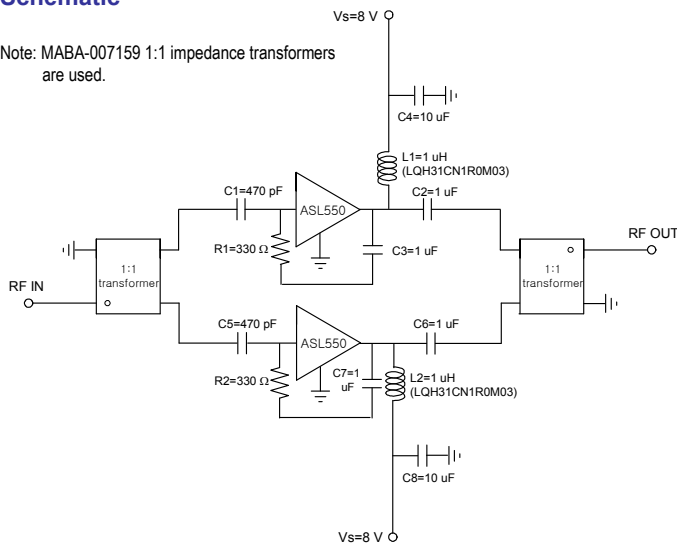 Schematic
Vs=8 V
Note: MABA-007159 1:1 impedance transformers
are used.
C4=10 uF
L1=1 uH
(LQH31CN1R0M03)
C1=470 pF
C2=1 uF
ASL550
R1=330 Ω
C3=1 uF
RF OUT
1:1
transformer
1:1
transformer
RF IN
C5=470 pF
C6=1 uF
ASL550
R2=330 Ω
C7=1
uF
L2=1 uH
(LQH31CN1R0M03)
C8=10 uF
Vs=8 V